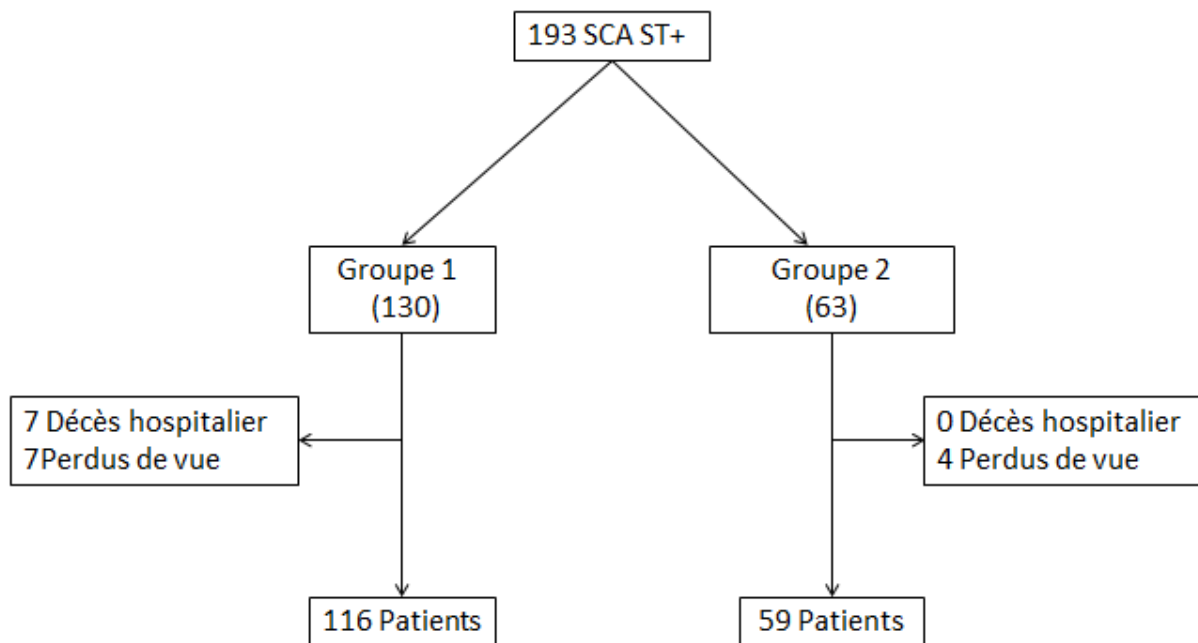 193 SCA ST+
Groupe 1
(130)
Groupe 2
(63)
7 Décès hospitalier
7Perdus de vue
0 Décès hospitalier
4 Perdus de vue
116 Patients
59 Patients